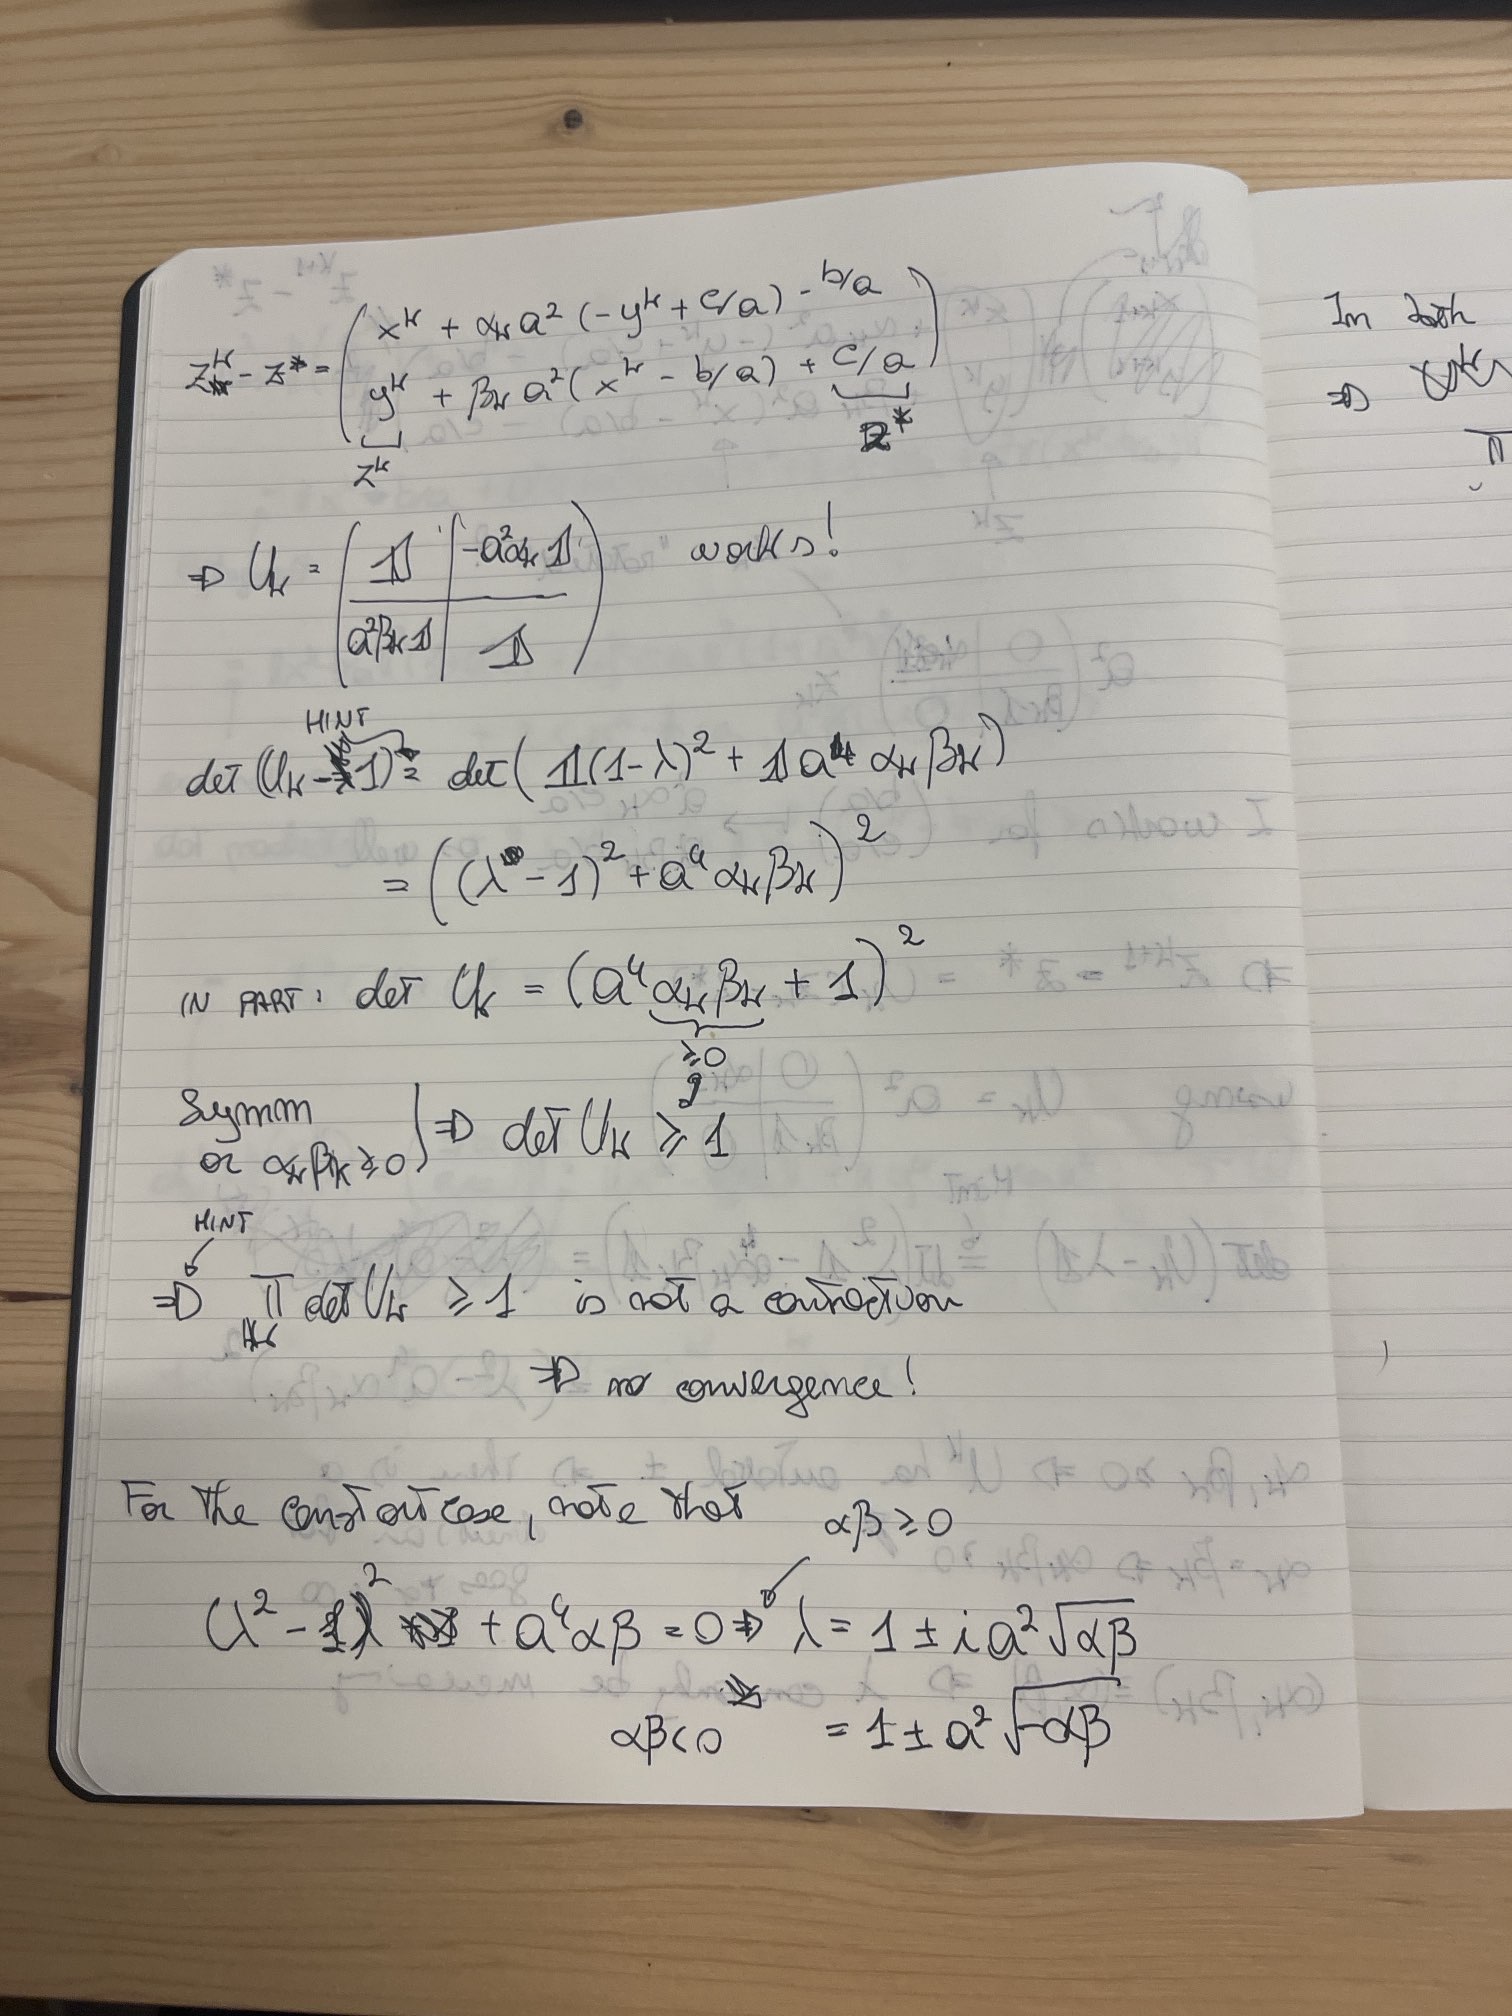 z^k - z* = ( x^k + α_k a² (-y^k + c/a) - b/a
y^k + β_k a² (x^k - b/a) + c/a )
z^k z*
⇒ U_k = ( 𝟙 | -a²α_k 𝟙
a²β_k 𝟙 | 𝟙 ) works!
HINT
det (U_k - λ𝟙) = det ( 𝟙(1-λ)² + 𝟙 a⁴ α_k β_k )
= ( (λ - 1)² + a⁴ α_k β_k )²
IN PART: det U_k = (a⁴ α_k β_k + 1)²
≥0
Symm
or α_k β_k ≥ 0 ) ⇒ det U_k ≥ 1
HINT
⇒ Π_k det U_k ≥ 1 is not a contraction
⇒ no convergence!
For the constant case, note that αβ ≥ 0
(λ² - 1)² + a⁴αβ = 0 ⇒ λ = 1 ± i a² √αβ
αβ < 0 = 1 ± a² √-αβ
In both
⇒
Π